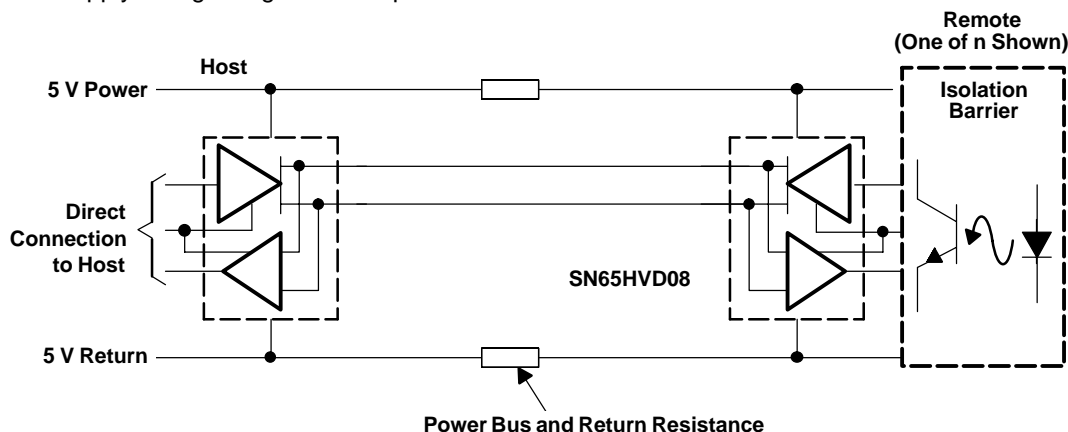 Remote
(One of n Shown)
Host
5 V Power
Isolation
Barrier
Direct
Connection
to Host
SN65HVD08
5 V Return
Power Bus and Return Resistance